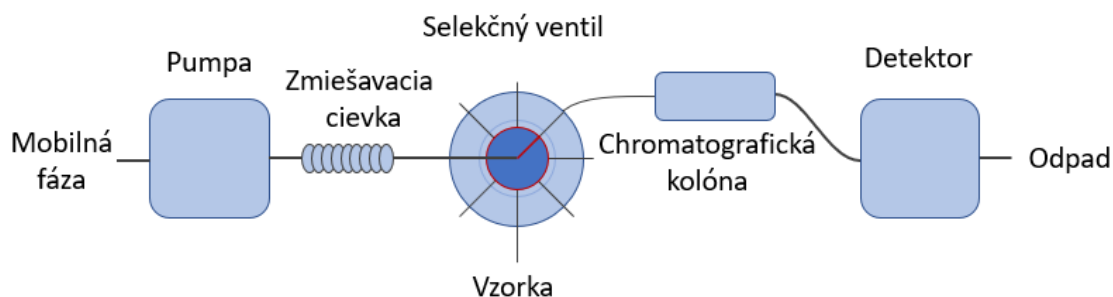 Selekčný ventil
Pumpa
Detektor
Zmiešavacia
cievka
Mobilná
fáza
Chromatografická
kolóna
Odpad
Vzorka